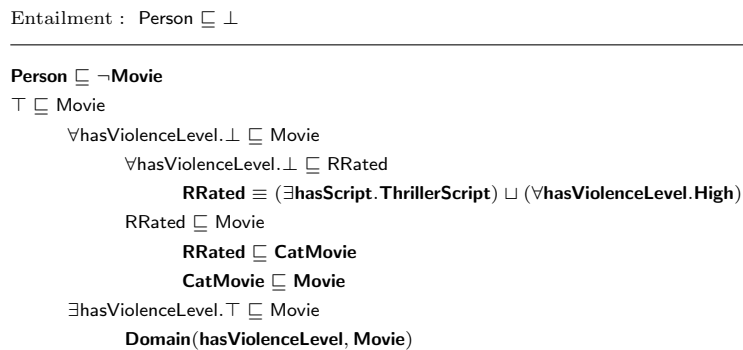 Entailment : Person ⊑ ⊥
Person ⊑ ¬Movie
⊤ ⊑ Movie
∀hasViolenceLevel.⊥ ⊑ Movie
∀hasViolenceLevel.⊥ ⊑ RRated
RRated ≡ (∃hasScript.ThrillerScript) ⊔ (∀hasViolenceLevel.High)
RRated ⊑ Movie
RRated ⊑ CatMovie
CatMovie ⊑ Movie
∃hasViolenceLevel.⊤ ⊑ Movie
Domain(hasViolenceLevel, Movie)